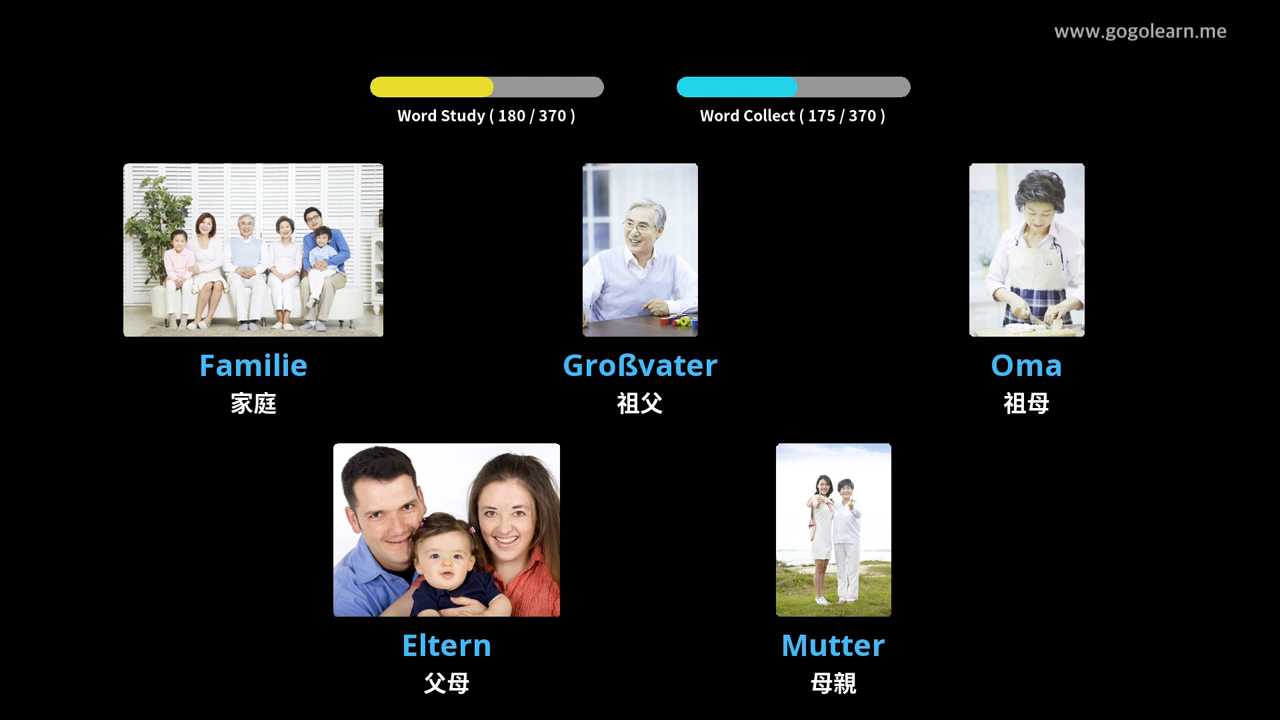 www.gogolearn.me
Word Study ( 180 / 370 )
Word Collect ( 175 / 370 )
Familie
家庭
Großvater
祖父
Oma
祖母
Eltern
父母
Mutter
母親